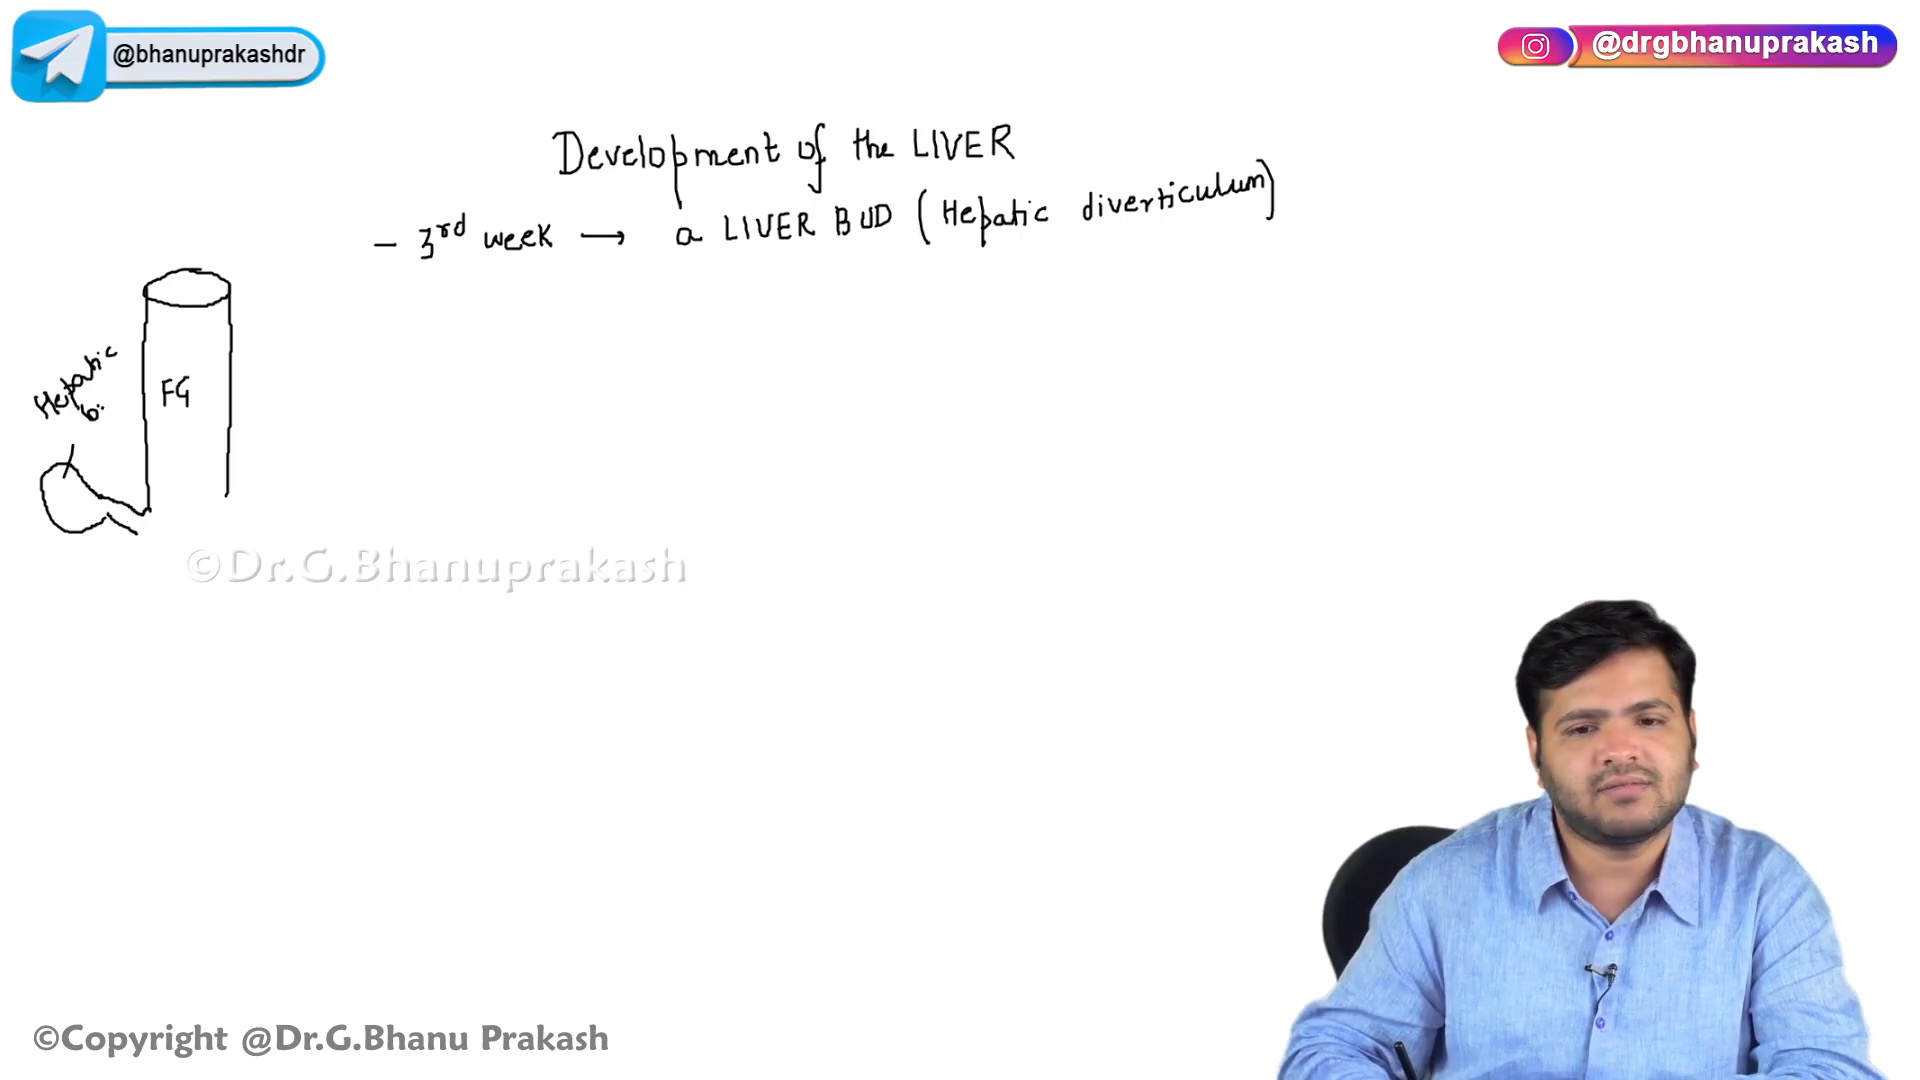 @bhanuprakashdr
@drgbhanuprakash
Development of the LIVER
- 3rd week → a LIVER BUD (Hepatic diverticulum)
Hepatic
FG
©Dr.G.Bhanuprakash
©Copyright @Dr.G.Bhanu Prakash